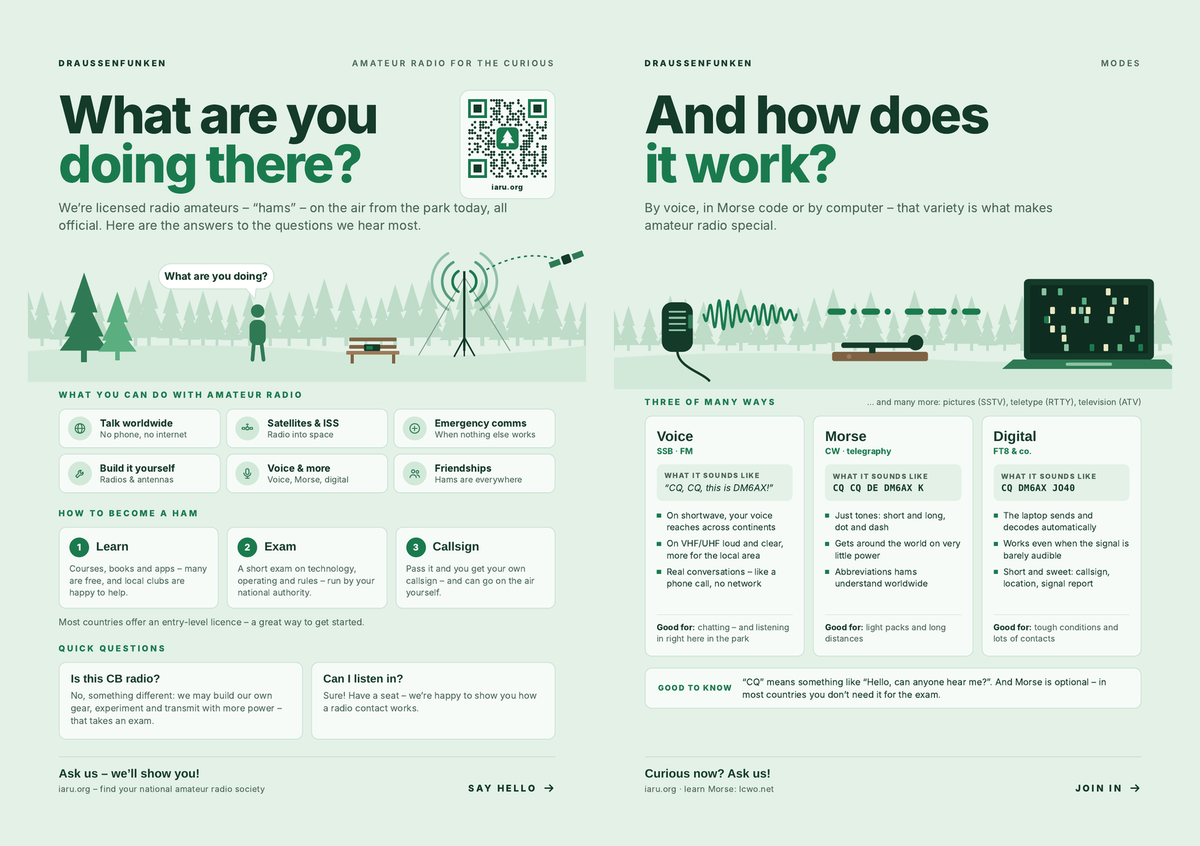 DRAUSSENFUNKEN
AMATEUR RADIO FOR THE CURIOUS
What are you
doing there?
iaru.org
We’re licensed radio amateurs – “hams” – on the air from the park today, all
official. Here are the answers to the questions we hear most.
What are you doing?
WHAT YOU CAN DO WITH AMATEUR RADIO
Talk worldwide
No phone, no internet
Satellites & ISS
Radio into space
Emergency comms
When nothing else works
Build it yourself
Radios & antennas
Voice & more
Voice, Morse, digital
Friendships
Hams are everywhere
HOW TO BECOME A HAM
1 Learn
Courses, books and apps – many
are free, and local clubs are
happy to help.
2 Exam
A short exam on technology,
operating and rules – run by your
national authority.
3 Callsign
Pass it and you get your own
callsign – and can go on the air
yourself.
Most countries offer an entry-level licence – a great way to get started.
QUICK QUESTIONS
Is this CB radio?
No, something different: we may build our own
gear, experiment and transmit with more power –
that takes an exam.
Can I listen in?
Sure! Have a seat – we’re happy to show you how
a radio contact works.
Ask us – we’ll show you!
iaru.org – find your national amateur radio society
SAY HELLO →
DRAUSSENFUNKEN
MODES
And how does
it work?
By voice, in Morse code or by computer – that variety is what makes
amateur radio special.
THREE OF MANY WAYS
... and many more: pictures (SSTV), teletype (RTTY), television (ATV)
Voice
SSB · FM
WHAT IT SOUNDS LIKE
“CQ, CQ, this is DM6AX!”
On shortwave, your voice
reaches across continents
On VHF/UHF loud and clear,
more for the local area
Real conversations – like a
phone call, no network
Good for: chatting – and listening
in right here in the park
Morse
CW · telegraphy
WHAT IT SOUNDS LIKE
CQ CQ DE DM6AX K
Just tones: short and long,
dot and dash
Gets around the world on very
little power
Abbreviations hams
understand worldwide
Good for: light packs and long
distances
Digital
FT8 & co.
WHAT IT SOUNDS LIKE
CQ DM6AX JO40
The laptop sends and
decodes automatically
Works even when the signal is
barely audible
Short and sweet: callsign,
location, signal report
Good for: tough conditions and
lots of contacts
GOOD TO KNOW
“CQ” means something like “Hello, can anyone hear me?”. And Morse is optional – in
most countries you don’t need it for the exam.
Curious now? Ask us!
iaru.org · learn Morse: lcwo.net
JOIN IN →